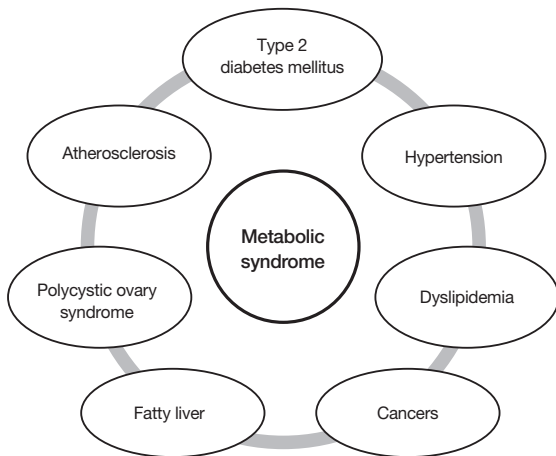 Type 2
diabetes mellitus
Atherosclerosis
Hypertension
Metabolic
syndrome
Polycystic ovary
syndrome
Dyslipidemia
Fatty liver
Cancers